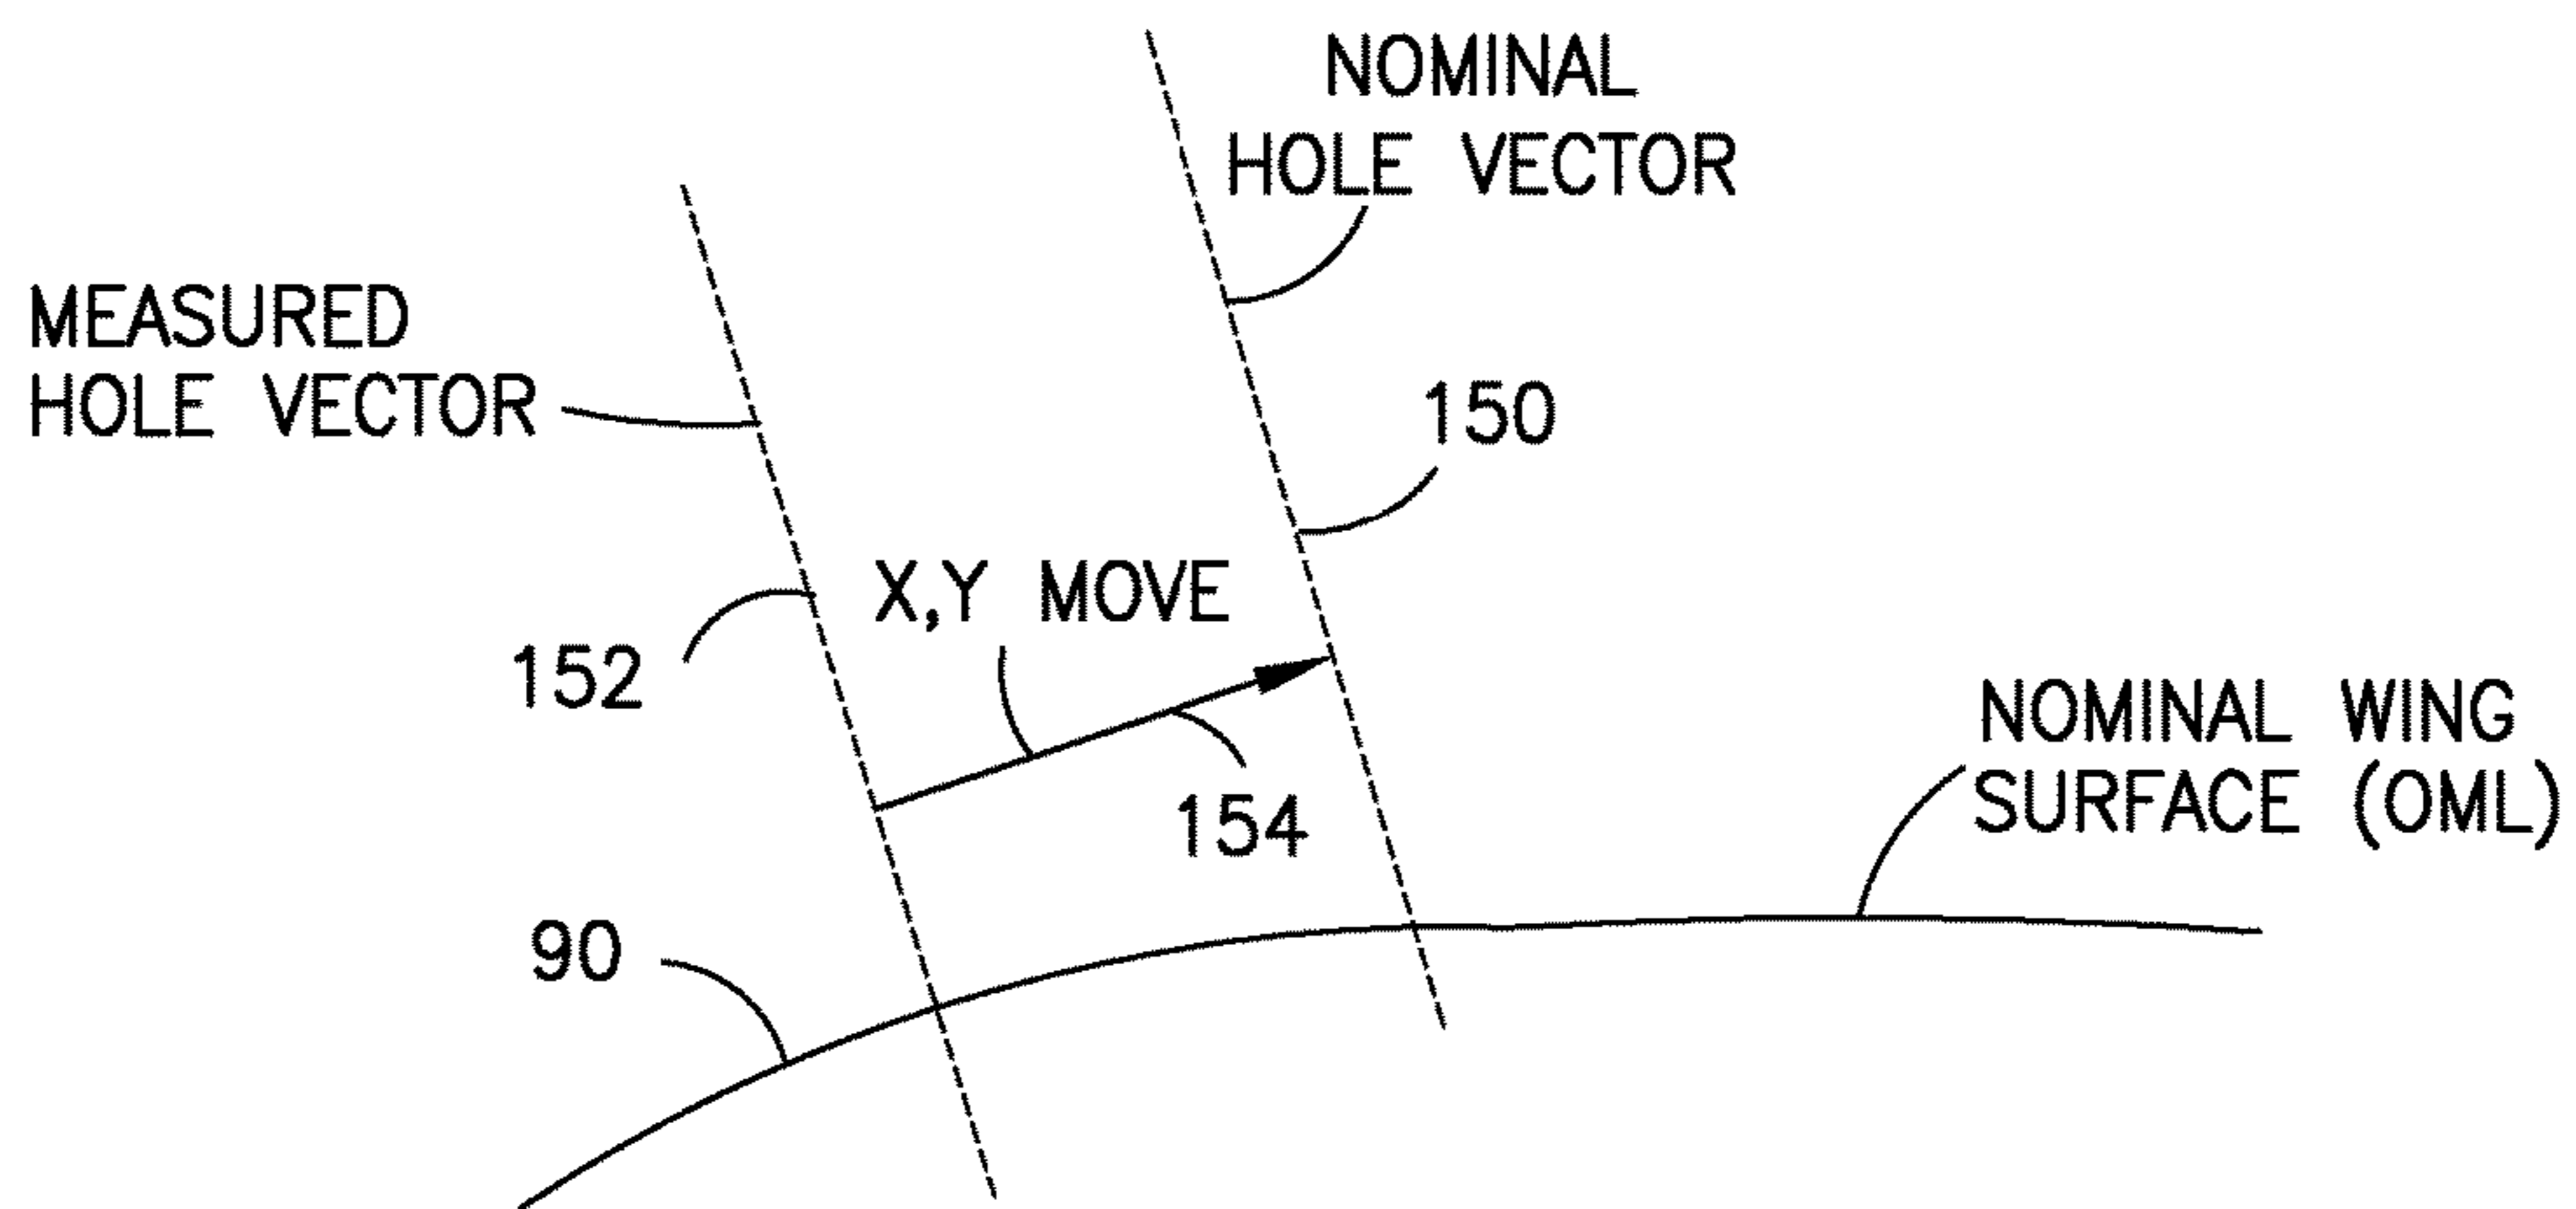 NOMINAL
HOLE VECTOR
MEASURED
HOLE VECTOR
150
X,Y MOVE
152
154
NOMINAL WING
SURFACE (OML)
90